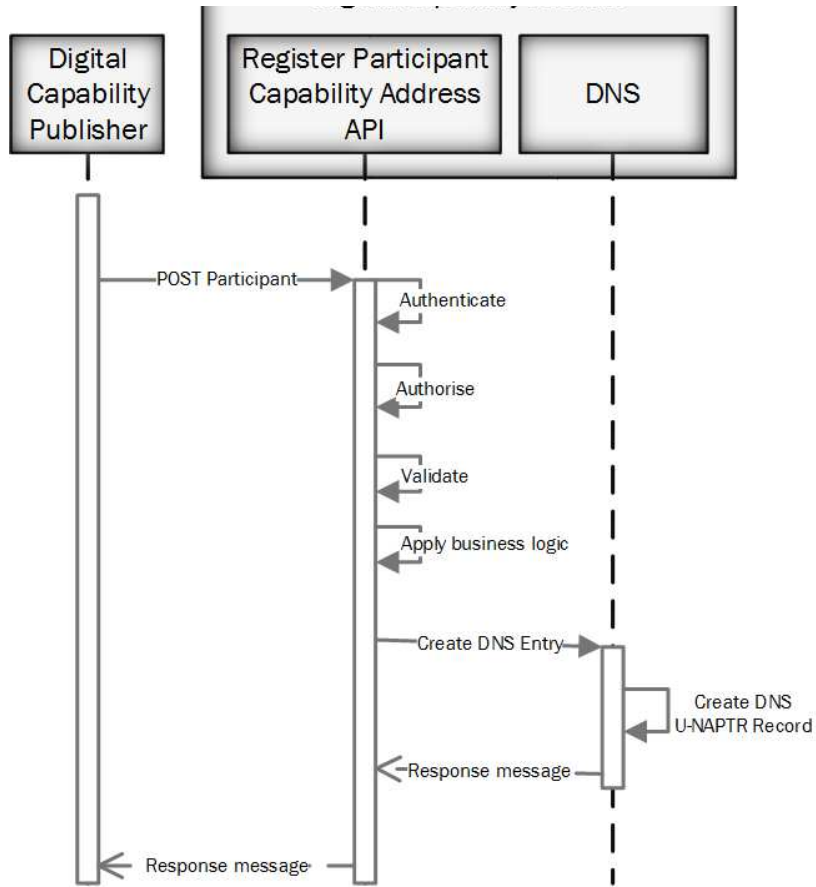 Digital
Capability
Publisher
Register Participant
Capability Address
API
DNS
POST Participant
Authenticate
Authorise
Validate
Apply business logic
Create DNS Entry
Create DNS
U-NAPTR Record
Response message
Response message